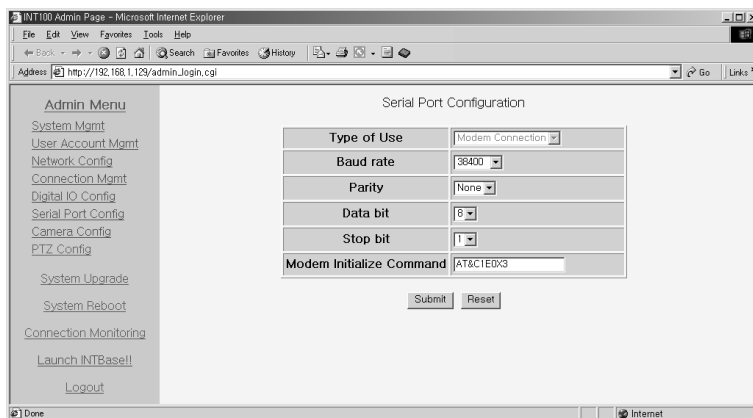 INT100 Admin Page - Microsoft Internet Explorer
File Edit View Favorites Tools Help
Back Search Favorites History
Address http://192,168,1,129/admin_login,cgi Go Links
Admin Menu
System Mgmt
User Account Mgmt
Network Config
Connection Mgmt
Digital IO Config
Serial Port Config
Camera Config
PTZ Config
System Upgrade
System Reboot
Connection Monitoring
Launch INTBase!!
Logout
Serial Port Configuration
Type of Use Modem Connection
Baud rate 38400
Parity None
Data bit 8
Stop bit 1
Modem Initialize Command AT&C1E0X3
Submit Reset
Done Internet